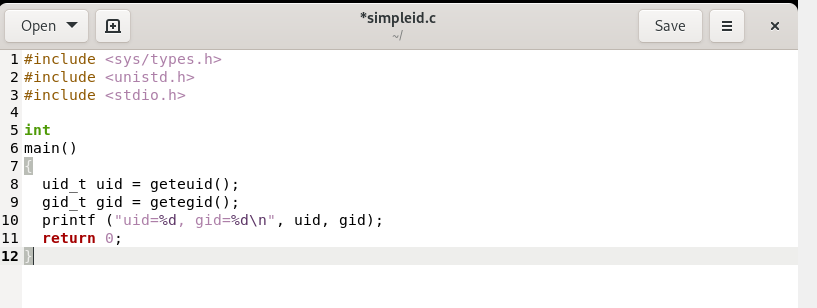 Open
*simpleid.c
~/
Save
1 #include <sys/types.h>
2 #include <unistd.h>
3 #include <stdio.h>
4
5 int
6 main()
7 {
8   uid_t uid = geteuid();
9   gid_t gid = getegid();
10   printf ("uid=%d, gid=%d\n", uid, gid);
11   return 0;
12 }